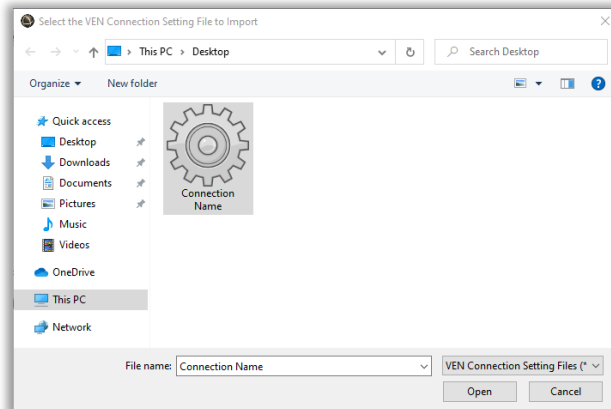 Select the VEN Connection Setting File to Import
This PC > Desktop
Search Desktop
Organize
New folder
Quick access
Desktop
Downloads
Documents
Pictures
Music
Videos
OneDrive
This PC
Network
Connection
Name
File name: Connection Name
VEN Connection Setting Files (*
Open
Cancel